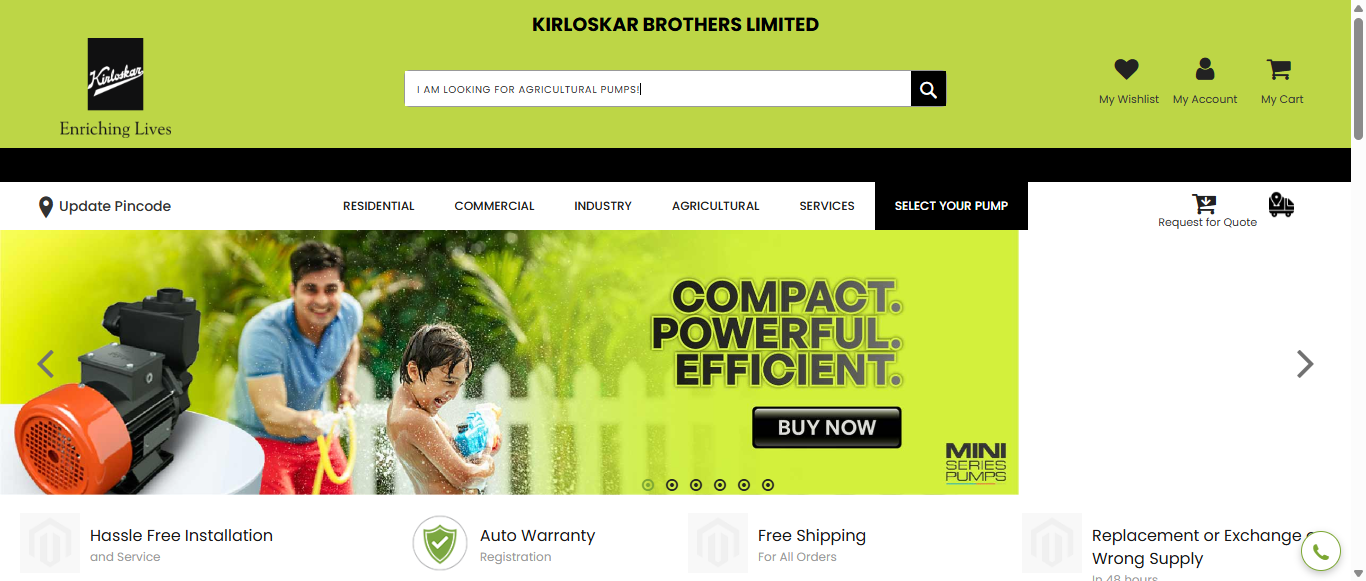 KIRLOSKAR BROTHERS LIMITED
Kirloskar
Enriching Lives
I AM LOOKING FOR AGRICULTURAL PUMPS!
My Wishlist
My Account
My Cart
Update Pincode
RESIDENTIAL
COMMERCIAL
INDUSTRY
AGRICULTURAL
SERVICES
SELECT YOUR PUMP
Request for Quote
COMPACT.
POWERFUL.
EFFICIENT.
BUY NOW
MINI
SERIES
PUMPS
Hassle Free Installation
and Service
Auto Warranty
Registration
Free Shipping
For All Orders
Replacement or Exchange
Wrong Supply
In 48 hours